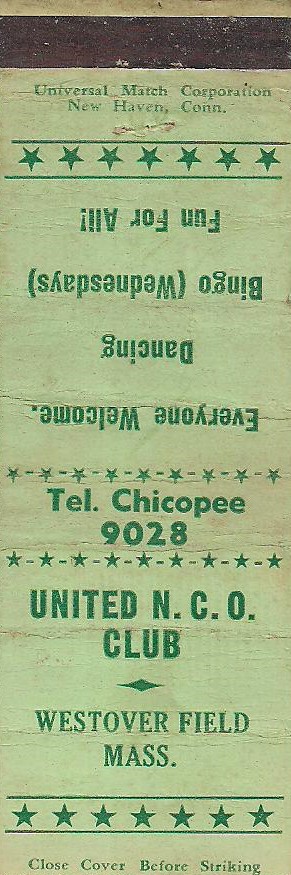 Universal Match Corporation
New Haven, Conn.
Everyone Welcome.
Dancing
Bingo (Wednesdays)
Fun For All!
Tel. Chicopee
9028
UNITED N. C. O.
CLUB
WESTOVER FIELD
MASS.
Close Cover Before Striking